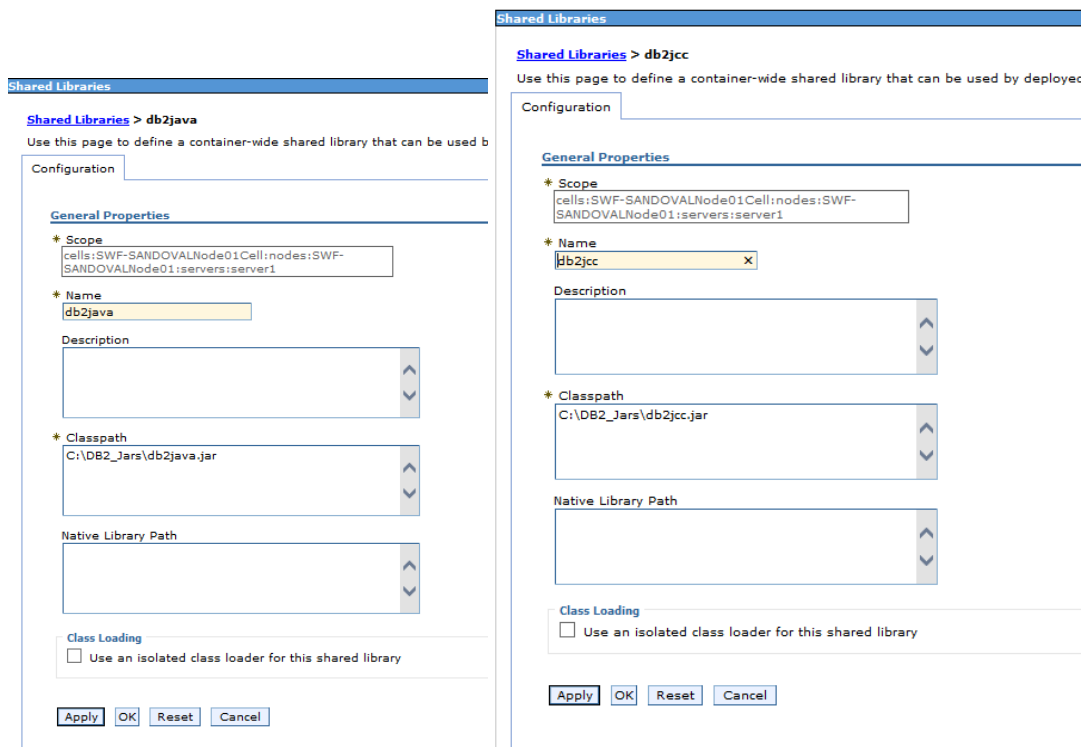 Shared Libraries
Shared Libraries > db2java
Use this page to define a container-wide shared library that can be used b
Configuration
General Properties
* Scope
cells:SWF-SANDOVALNode01Cell:nodes:SWF-
SANDOVALNode01:servers:server1
* Name
db2java
Description
* Classpath
C:\DB2_Jars\db2java.jar
Native Library Path
Class Loading
Use an isolated class loader for this shared library
Apply OK Reset Cancel
Shared Libraries
Shared Libraries > db2jcc
Use this page to define a container-wide shared library that can be used by deployed
Configuration
General Properties
* Scope
cells:SWF-SANDOVALNode01Cell:nodes:SWF-
SANDOVALNode01:servers:server1
* Name
db2jcc
Description
* Classpath
C:\DB2_Jars\db2jcc.jar
Native Library Path
Class Loading
Use an isolated class loader for this shared library
Apply OK Reset Cancel